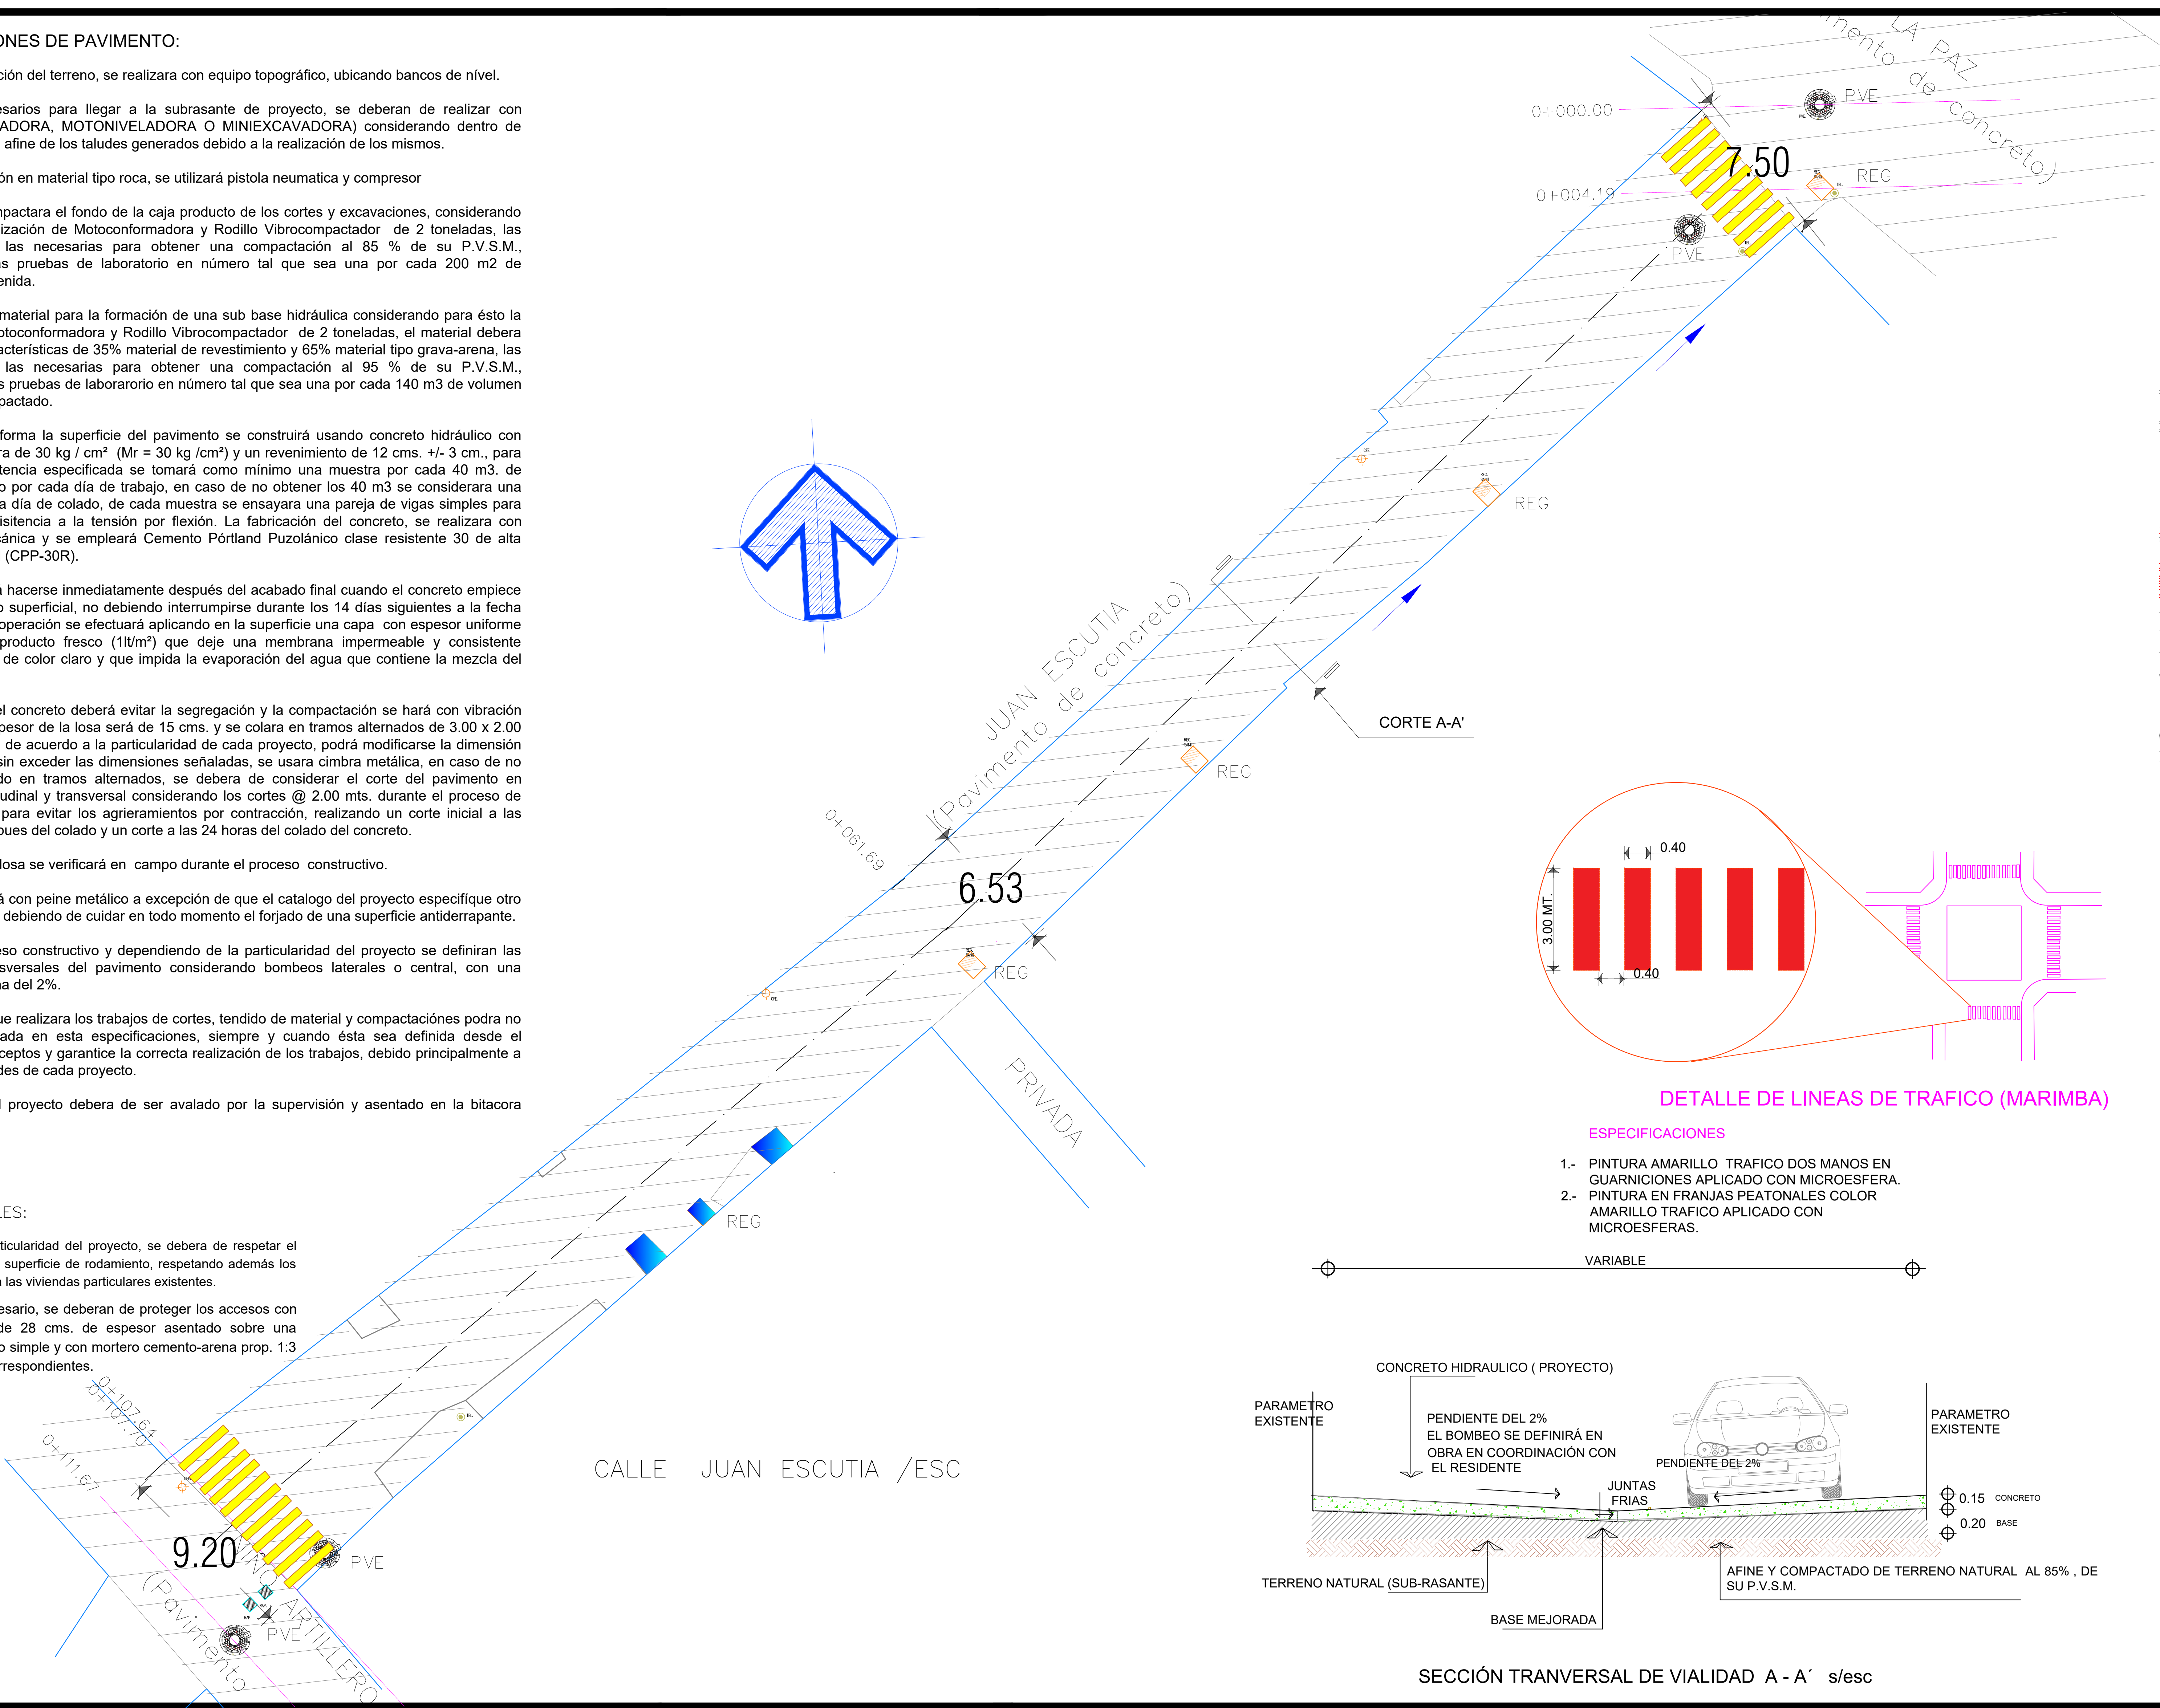 ONES DE PAVIMENTO:
ción del terreno, se realizara con equipo topográfico, ubicando bancos de nível.
esarios para llegar a la subrasante de proyecto, se deberan de realizar con
ADORA, MOTONIVELADORA O MINIEXCAVADORA) considerando dentro de
afine de los taludes generados debido a la realización de los mismos.
ón en material tipo roca, se utilizará pistola neumatica y compresor
mpactara el fondo de la caja producto de los cortes y excavaciones, considerando
ización de Motoconformadora y Rodillo Vibrocompactador de 2 toneladas, las
las necesarias para obtener una compactación al 85 % de su P.V.S.M.,
as pruebas de laboratorio en número tal que sea una por cada 200 m2 de
enida.
material para la formación de una sub base hidráulica considerando para ésto la
otoconformadora y Rodillo Vibrocompactador de 2 toneladas, el material debera
acterísticas de 35% material de revestimiento y 65% material tipo grava-arena, las
las necesarias para obtener una compactación al 95 % de su P.V.S.M.,
s pruebas de laborarorio en número tal que sea una por cada 140 m3 de volumen
pactado.
forma la superficie del pavimento se construirá usando concreto hidráulico con
ra de 30 kg / cm² (Mr = 30 kg /cm²) y un revenimiento de 12 cms. +/- 3 cm., para
tencia especificada se tomará como mínimo una muestra por cada 40 m3. de
o por cada día de trabajo, en caso de no obtener los 40 m3 se considerara una
a día de colado, de cada muestra se ensayara una pareja de vigas simples para
isitencia a la tensión por flexión. La fabricación del concreto, se realizara con
cánica y se empleará Cemento Pórtland Puzolánico clase resistente 30 de alta
(CPP-30R).
a hacerse inmediatamente después del acabado final cuando el concreto empiece
o superficial, no debiendo interrumpirse durante los 14 días siguientes a la fecha
operación se efectuará aplicando en la superficie una capa con espesor uniforme
producto fresco (1lt/m²) que deje una membrana impermeable y consistente
de color claro y que impida la evaporación del agua que contiene la mezcla del
el concreto deberá evitar la segregación y la compactación se hará con vibración
pesor de la losa será de 15 cms. y se colara en tramos alternados de 3.00 x 2.00
de acuerdo a la particularidad de cada proyecto, podrá modificarse la dimensión
sin exceder las dimensiones señaladas, se usara cimbra metálica, en caso de no
do en tramos alternados, se debera de considerar el corte del pavimento en
tudinal y transversal considerando los cortes @ 2.00 mts. durante el proceso de
para evitar los agrieramientos por contracción, realizando un corte inicial a las
pues del colado y un corte a las 24 horas del colado del concreto.
losa se verificará en campo durante el proceso constructivo.
á con peine metálico a excepción de que el catalogo del proyecto específíque otro
debiendo de cuidar en todo momento el forjado de una superficie antiderrapante.
eso constructivo y dependiendo de la particularidad del proyecto se definiran las
sversales del pavimento considerando bombeos laterales o central, con una
na del 2%.
ue realizara los trabajos de cortes, tendido de material y compactaciónes podra no
ada en esta especificaciones, siempre y cuando ésta sea definida desde el
ceptos y garantice la correcta realización de los trabajos, debido principalmente a
des de cada proyecto.
l proyecto debera de ser avalado por la supervisión y asentado en la bitacora
LES:
ticularidad del proyecto, se debera de respetar el
superficie de rodamiento, respetando además los
n las viviendas particulares existentes.
esario, se deberan de proteger los accesos con
de 28 cms. de espesor asentado sobre una
o simple y con mortero cemento-arena prop. 1:3
rrespondientes.
LA PAZ
mento de concreto)
0+000.00
PVE
7.50
REG
0+004.19
PVE
REG
JUAN ESCUTIA
(Pavimento de concreto)
CORTE A-A'
REG
0+061.69
6.53
REG
PRIVADA
REG
0+107.64
0+107.70
0+111.67
9.20
PVE
PVE
ARTILLERO
(Pavimento
CALLE JUAN ESCUTIA /ESC
0.40
3.00 MT.
0.40
DETALLE DE LINEAS DE TRAFICO (MARIMBA)
ESPECIFICACIONES
1.- PINTURA AMARILLO TRAFICO DOS MANOS EN
GUARNICIONES APLICADO CON MICROESFERA.
2.- PINTURA EN FRANJAS PEATONALES COLOR
AMARILLO TRAFICO APLICADO CON
MICROESFERAS.
VARIABLE
CONCRETO HIDRAULICO ( PROYECTO)
PARAMETRO
EXISTENTE
PENDIENTE DEL 2%
EL BOMBEO SE DEFINIRÁ EN
OBRA EN COORDINACIÓN CON
EL RESIDENTE
JUNTAS
FRIAS
PENDIENTE DEL 2%
PARAMETRO
EXISTENTE
0.15 CONCRETO
0.20 BASE
TERRENO NATURAL (SUB-RASANTE)
BASE MEJORADA
AFINE Y COMPACTADO DE TERRENO NATURAL AL 85% , DE
SU P.V.S.M.
SECCIÓN TRANVERSAL DE VIALIDAD A - A´ s/esc